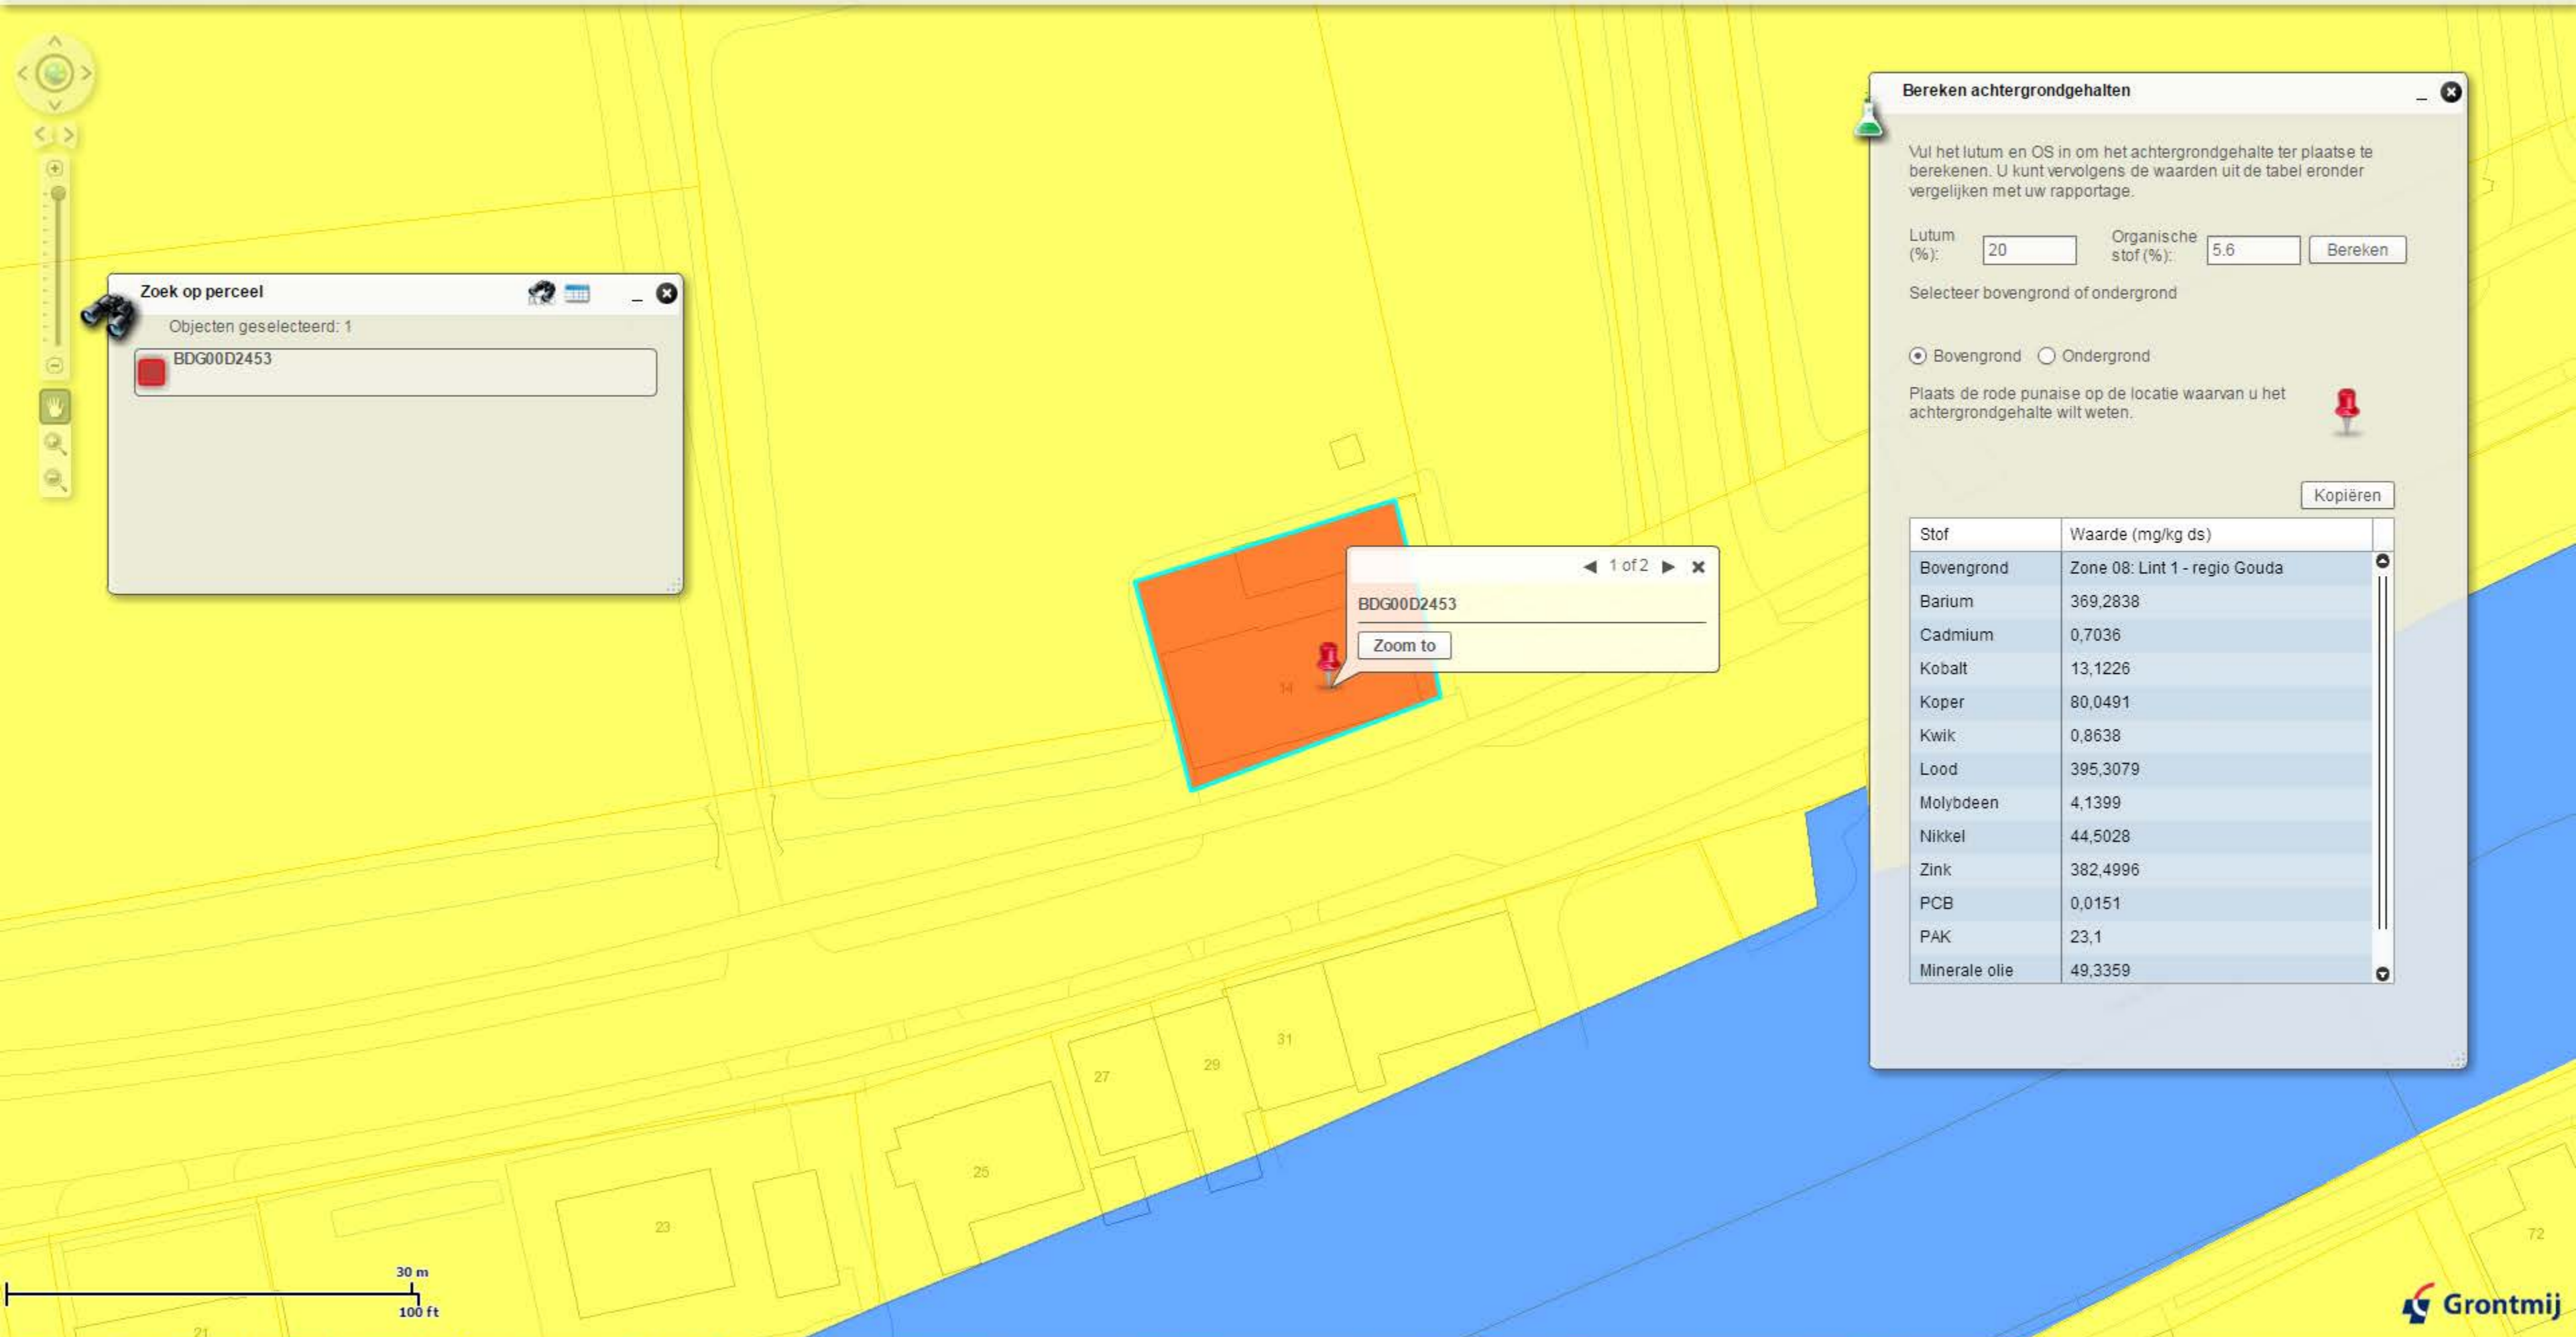 Zoek op perceel
Objecten geselecteerd: 1
BDG00D2453
14
1 of 2
BDG00D2453
Zoom to
Bereken achtergrondgehalten
Vul het lutum en OS in om het achtergrondgehalte ter plaatse te
berekenen. U kunt vervolgens de waarden uit de tabel eronder
vergelijken met uw rapportage.
Lutum (%): 20 Organische stof (%): 5.6 Bereken
Selecteer bovengrond of ondergrond
Bovengrond Ondergrond
Plaats de rode punaise op de locatie waarvan u het
achtergrondgehalte wilt weten.
Kopiëren
Stof Waarde (mg/kg ds)
Bovengrond Zone 08: Lint 1 - regio Gouda
Barium 369,2838
Cadmium 0,7036
Kobalt 13,1226
Koper 80,0491
Kwik 0,8638
Lood 395,3079
Molybdeen 4,1399
Nikkel 44,5028
Zink 382,4996
PCB 0,0151
PAK 23,1
Minerale olie 49,3359
31
29
27
25
23
21
72
30 m
100 ft
Grontmij